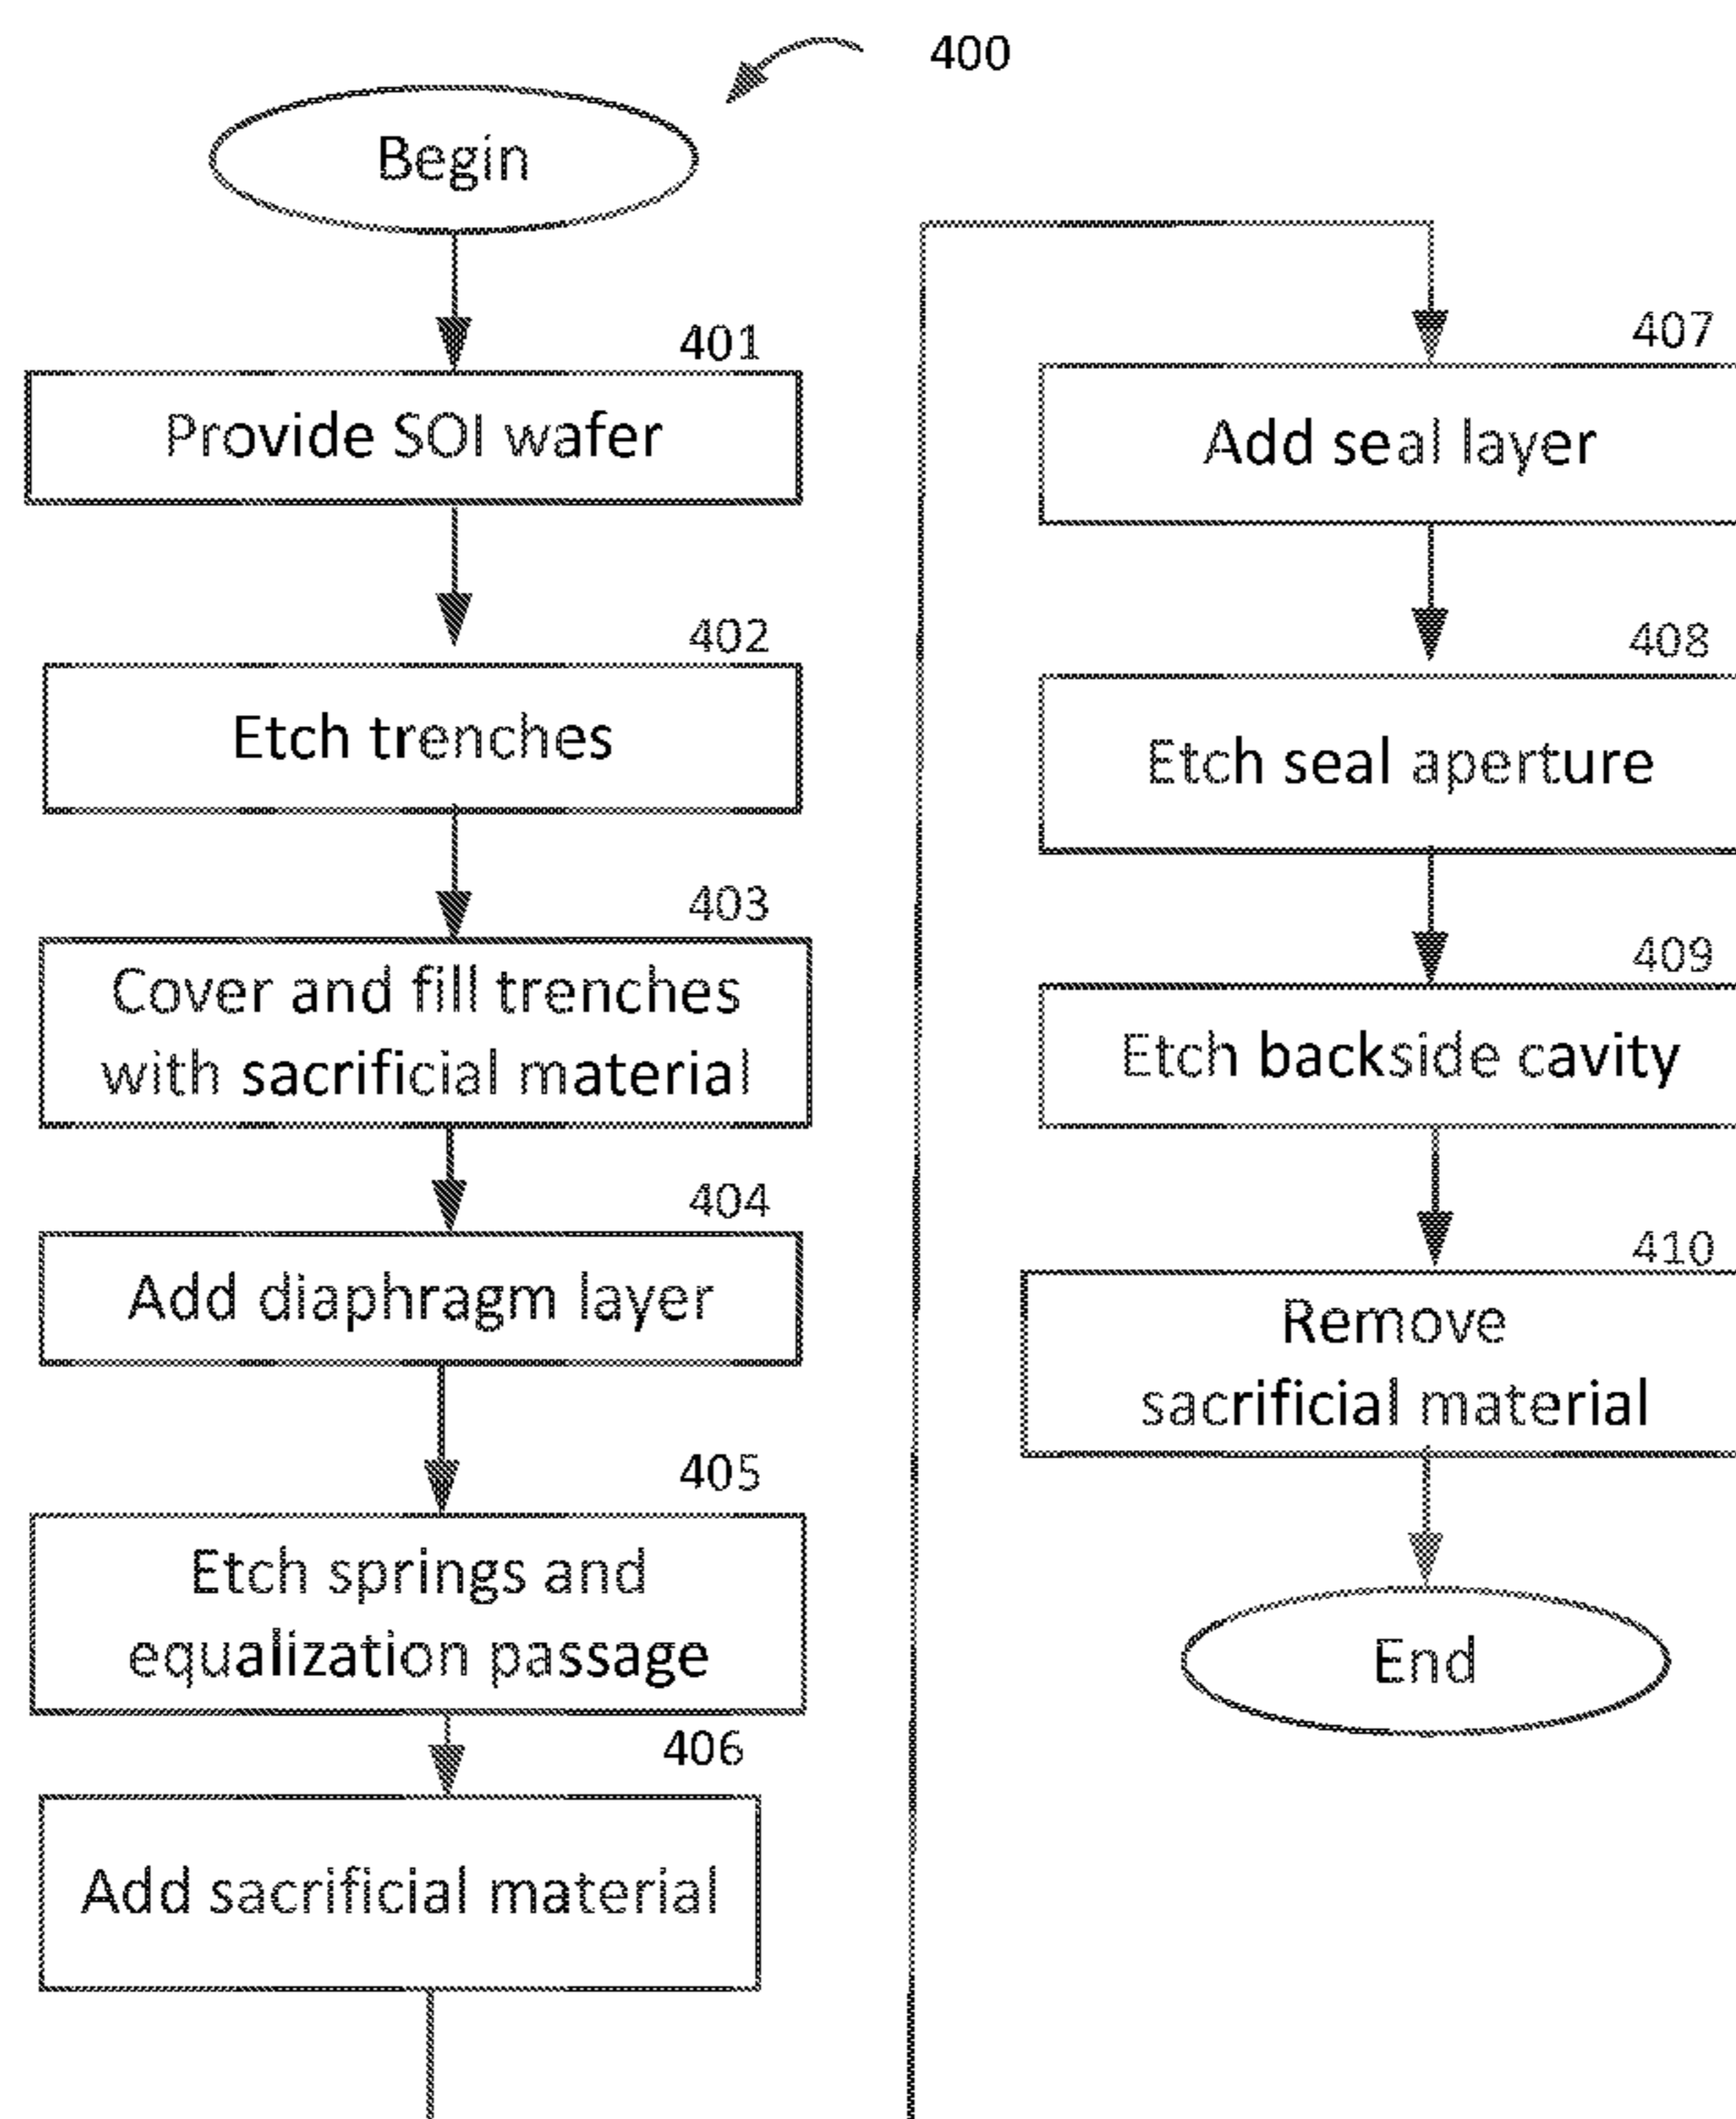 400
Begin
401
Provide SOI wafer
402
Etch trenches
403
Cover and fill trenches
with sacrificial material
404
Add diaphragm layer
405
Etch springs and
equalization passage
406
Add sacrificial material
407
Add seal layer
408
Etch seal aperture
409
Etch backside cavity
410
Remove
sacrificial material
End